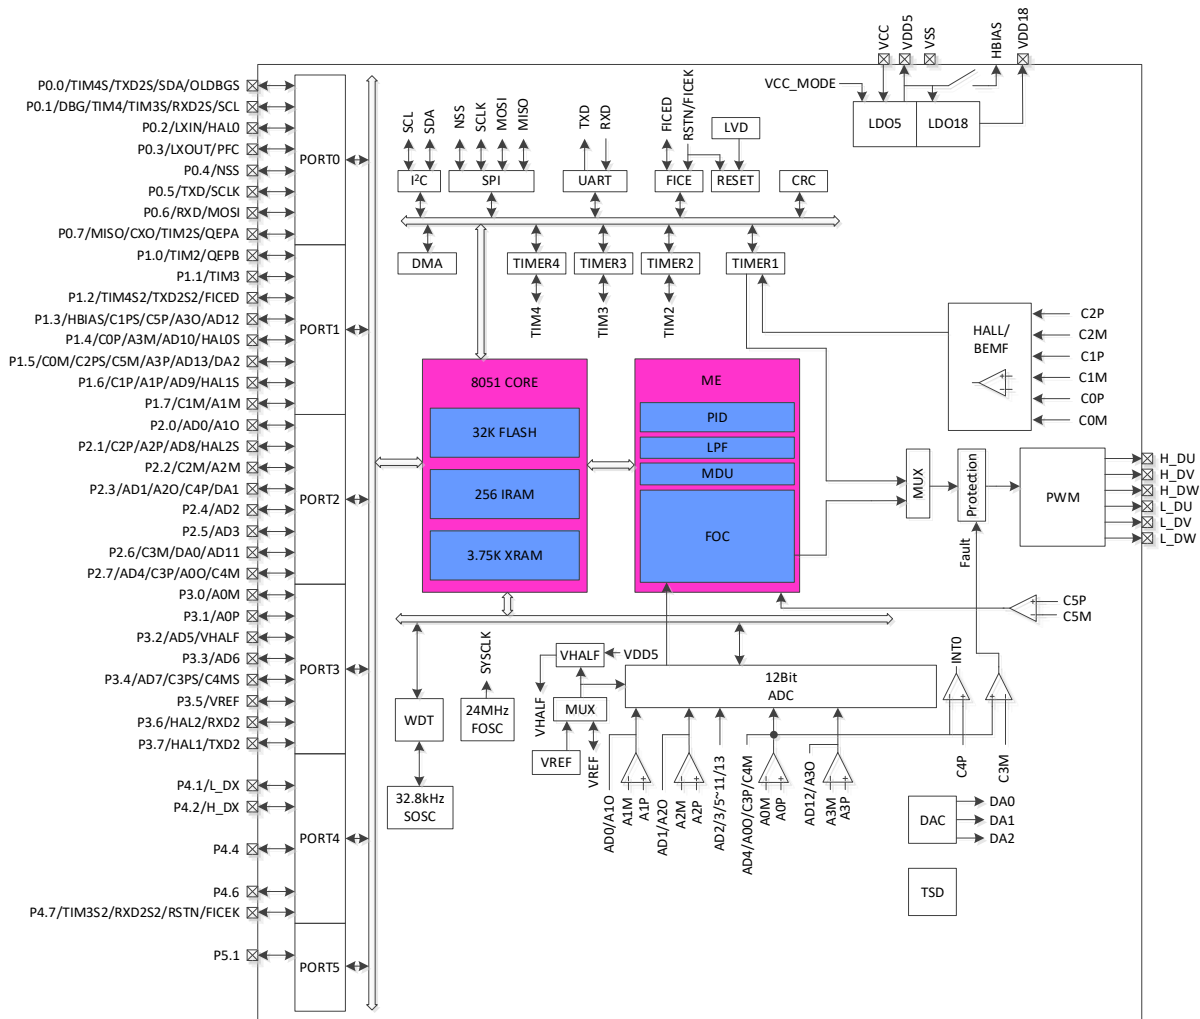 VCC
VDD5
VSS
HBIAS
VDD18
VCC_MODE
LDO5
LDO18
P0.0/TIM4S/TXD2S/SDA/OLDBGS
P0.1/DBG/TIM4/TIM3S/RXD2S/SCL
P0.2/LXIN/HAL0
P0.3/LXOUT/PFC
P0.4/NSS
P0.5/TXD/SCLK
P0.6/RXD/MOSI
P0.7/MISO/CXO/TIM2S/QEPA
PORT0
P1.0/TIM2/QEPB
P1.1/TIM3
P1.2/TIM4S2/TXD2S2/FICED
P1.3/HBIAS/C1PS/C5P/A3O/AD12
P1.4/C0P/A3M/AD10/HAL0S
P1.5/C0M/C2PS/C5M/A3P/AD13/DA2
P1.6/C1P/A1P/AD9/HAL1S
P1.7/C1M/A1M
PORT1
P2.0/AD0/A1O
P2.1/C2P/A2P/AD8/HAL2S
P2.2/C2M/A2M
P2.3/AD1/A2O/C4P/DA1
P2.4/AD2
P2.5/AD3
P2.6/C3M/DA0/AD11
P2.7/AD4/C3P/A0O/C4M
PORT2
P3.0/A0M
P3.1/A0P
P3.2/AD5/VHALF
P3.3/AD6
P3.4/AD7/C3PS/C4MS
P3.5/VREF
P3.6/HAL2/RXD2
P3.7/HAL1/TXD2
PORT3
P4.1/L_DX
P4.2/H_DX
P4.4
P4.6
P4.7/TIM3S2/RXD2S2/RSTN/FICEK
PORT4
P5.1
PORT5
SCL
SDA
NSS
SCLK
MOSI
MISO
TXD
RXD
FICED
RSTN/FICEK
LVD
I²C
SPI
UART
FICE
RESET
CRC
DMA
TIMER4
TIMER3
TIMER2
TIMER1
TIM4
TIM3
TIM2
8051 CORE
32K FLASH
256 IRAM
3.75K XRAM
ME
PID
LPF
MDU
FOC
HALL/
BEMF
C2P
C2M
C1P
C1M
C0P
C0M
MUX
Protection
Fault
PWM
H_DU
H_DV
H_DW
L_DU
L_DV
L_DW
C5P
C5M
SYSCLK
WDT
24MHz
FOSC
32.8kHz
SOSC
VHALF
VDD5
VHALF
MUX
VREF
VREF
12Bit
ADC
AD0/A1O
A1M
A1P
AD1/A2O
A2M
A2P
AD2/3/5~11/13
AD4/A0O/C3P/C4M
A0M
A0P
AD12/A3O
A3M
A3P
INT0
C4P
C3M
DAC
DA0
DA1
DA2
TSD